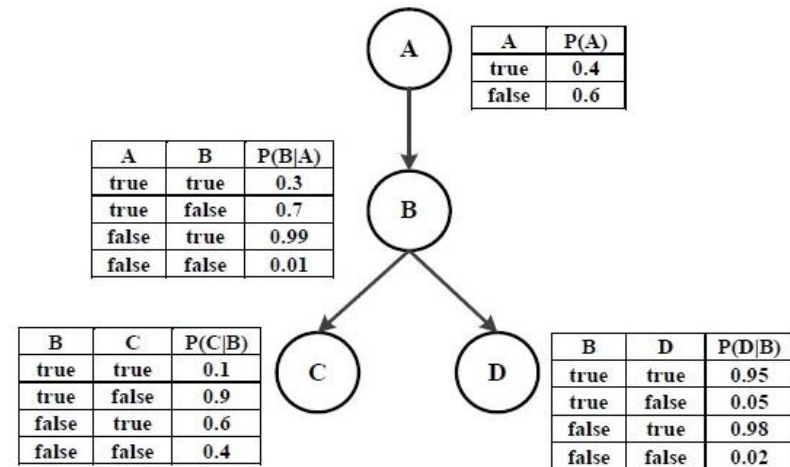 A
A P(A)
true 0.4
false 0.6
A B P(B|A)
true true 0.3
true false 0.7
false true 0.99
false false 0.01
B
B C P(C|B)
true true 0.1
true false 0.9
false true 0.6
false false 0.4
C
D
B D P(D|B)
true true 0.95
true false 0.05
false true 0.98
false false 0.02